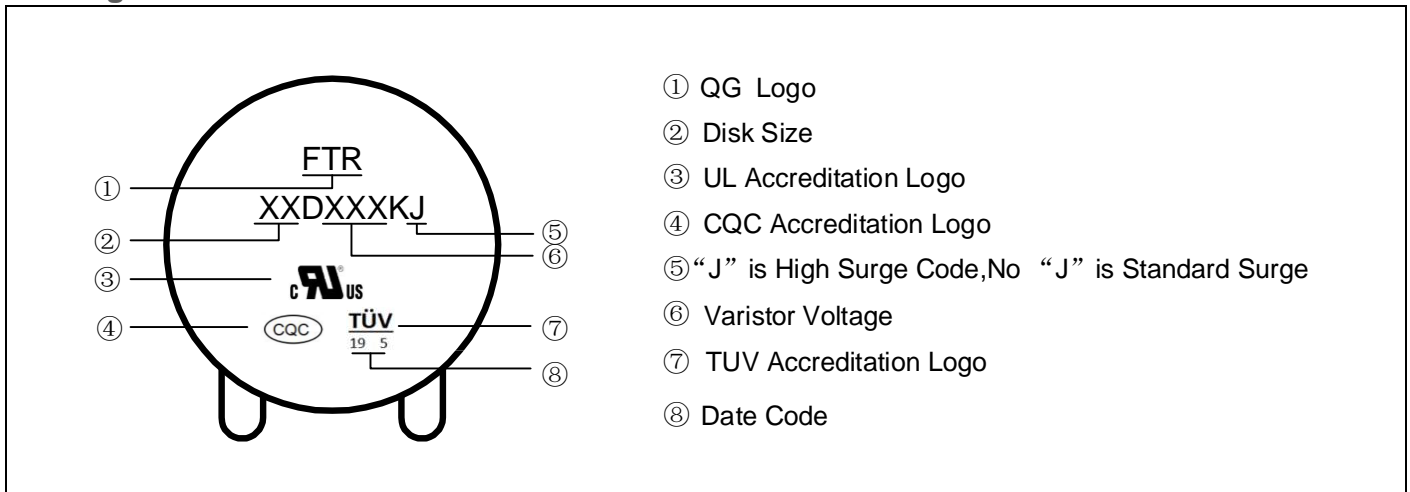 FTR
XXDXXXKJ
①
②
③
④
⑤
⑥
⑦
⑧
c RU ® US
CQC
TÜV
19 5
① QG Logo
② Disk Size
③ UL Accreditation Logo
④ CQC Accreditation Logo
⑤“J” is High Surge Code,No “J” is Standard Surge
⑥ Varistor Voltage
⑦ TUV Accreditation Logo
⑧ Date Code